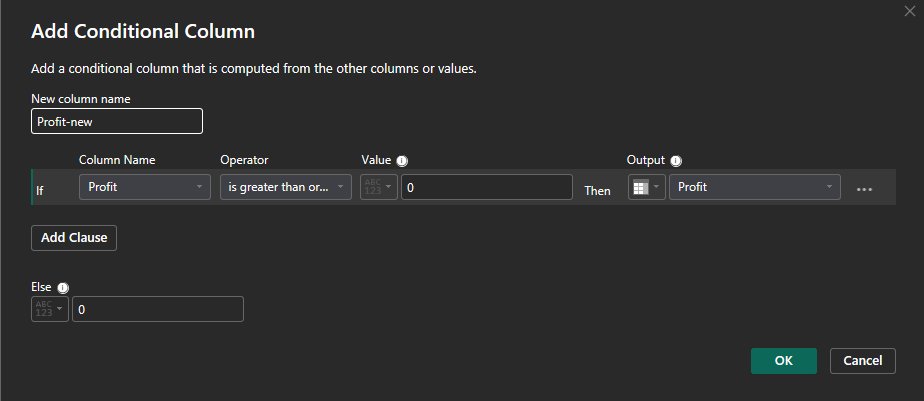 Add Conditional Column
Add a conditional column that is computed from the other columns or values.
New column name
Profit-new
Column Name Operator Value Output
If Profit is greater than or... ABC 123 0 Then Profit ...
Add Clause
Else
ABC 123 0
OK Cancel